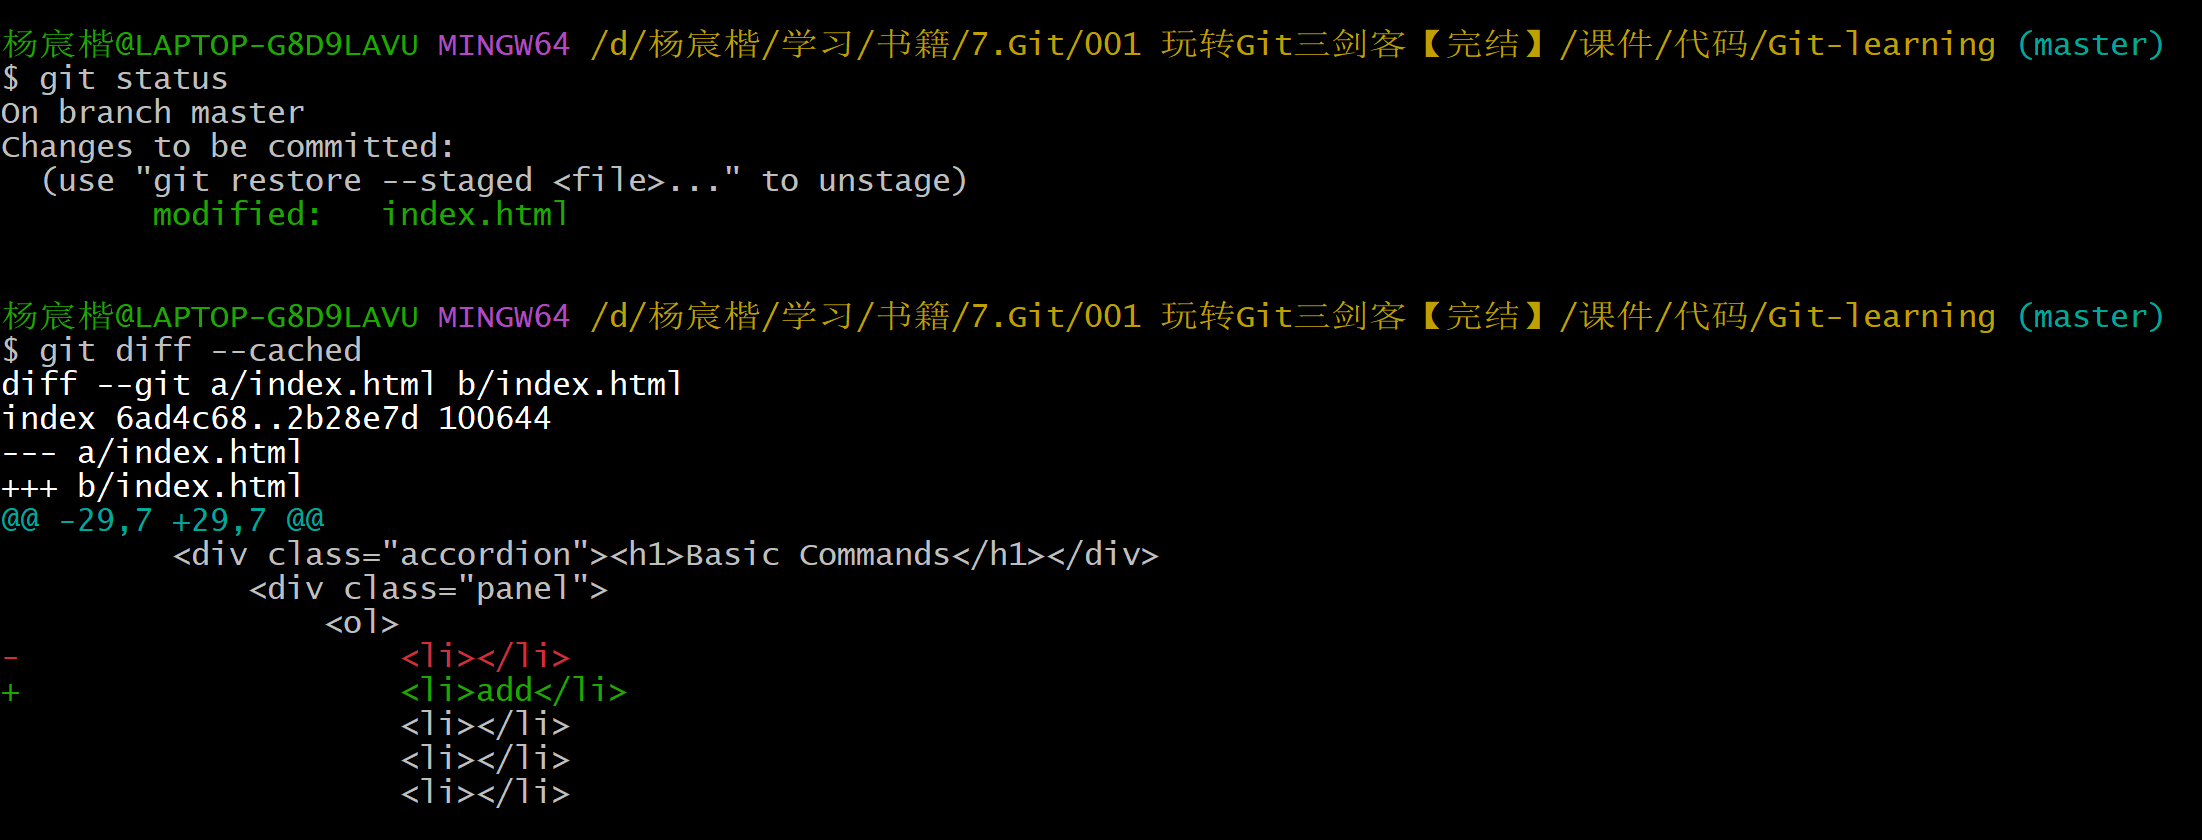 杨宸楷@LAPTOP-G8D9LAVU MINGW64 /d/杨宸楷/学习/书籍/7.Git/001 玩转Git三剑客【完结】/课件/代码/Git-learning (master)
$ git status
On branch master
Changes to be committed:
  (use "git restore --staged <file>..." to unstage)
        modified:   index.html
杨宸楷@LAPTOP-G8D9LAVU MINGW64 /d/杨宸楷/学习/书籍/7.Git/001 玩转Git三剑客【完结】/课件/代码/Git-learning (master)
$ git diff --cached
diff --git a/index.html b/index.html
index 6ad4c68..2b28e7d 100644
--- a/index.html
+++ b/index.html
@@ -29,7 +29,7 @@
         <div class="accordion"><h1>Basic Commands</h1></div>
             <div class="panel">
                 <ol>
-                    <li></li>
+                    <li>add</li>
                     <li></li>
                     <li></li>
                     <li></li>